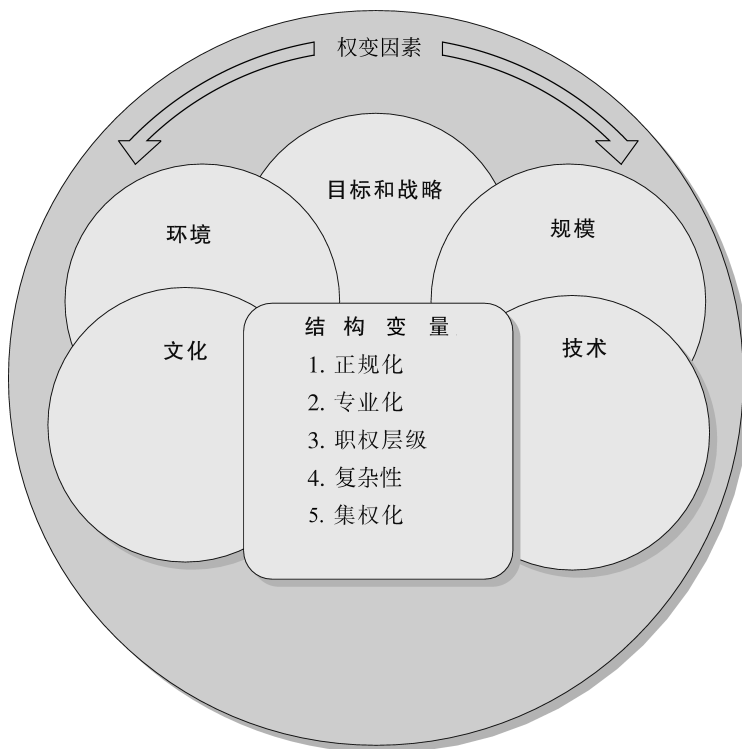 权变因素
目标和战略
环境
规模
文化
技术
结构变量
1. 正规化
2. 专业化
3. 职权层级
4. 复杂性
5. 集权化